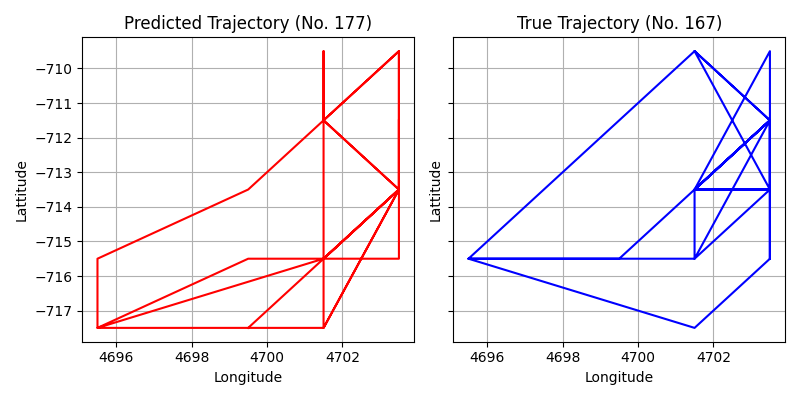 Predicted Trajectory (No. 177)
True Trajectory (No. 167)
Lattitude
−710
−711
−712
−713
−714
−715
−716
−717
4696
4698
4700
4702
Longitude
Lattitude
4696
4698
4700
4702
Longitude